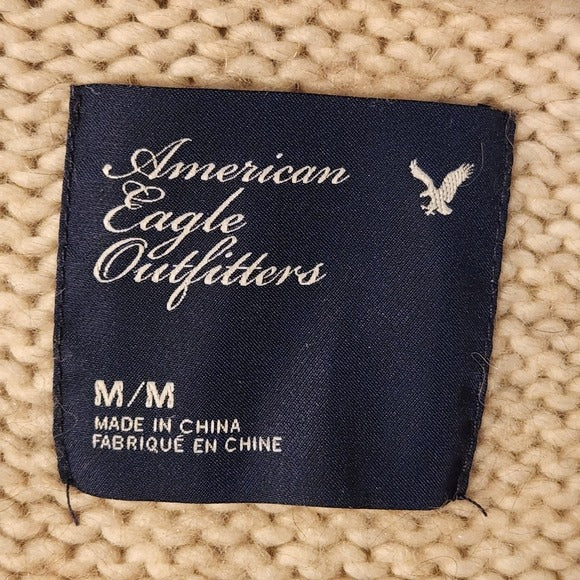 American
Eagle
Outfitters
M/M
MADE IN CHINA
FABRIQUÉ EN CHINE